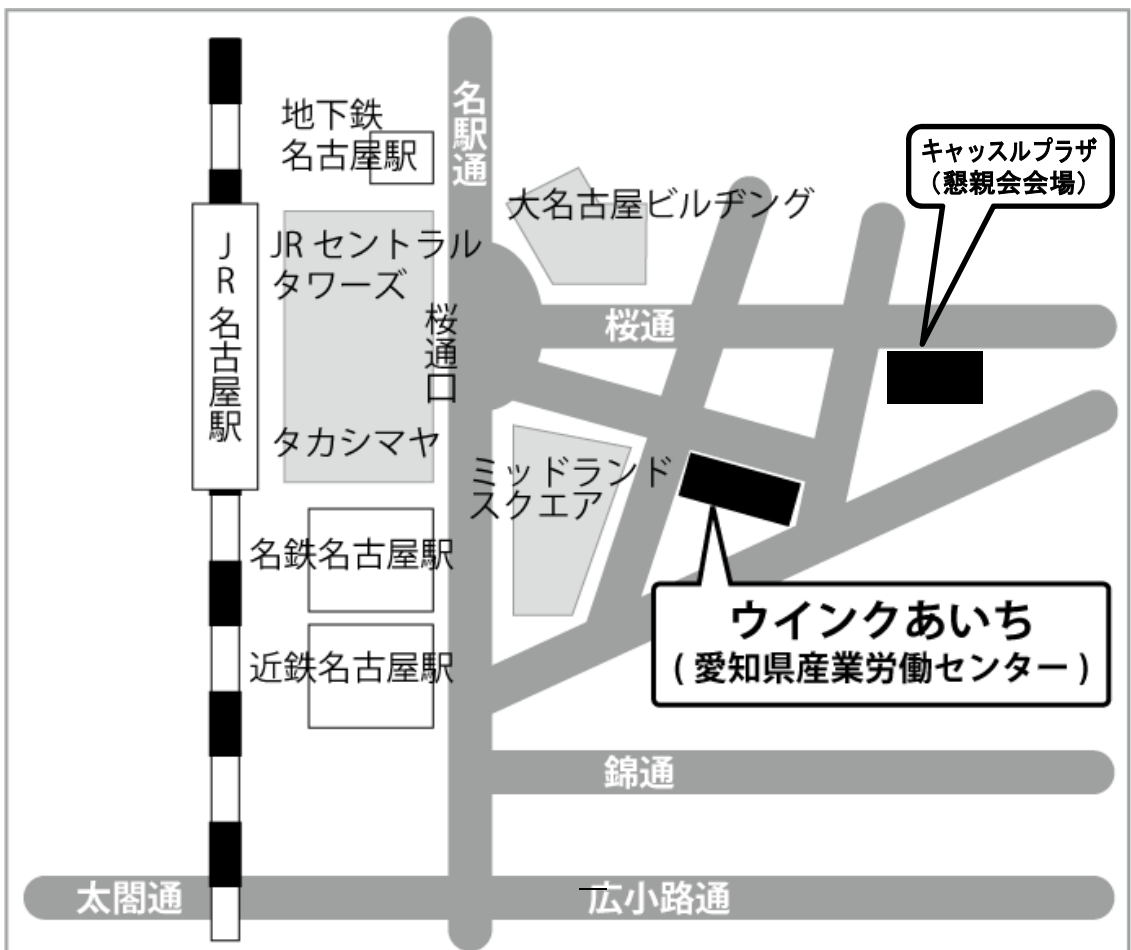 地下鉄
名古屋駅
名駅通
キャッスルプラザ
（懇親会会場）
大名古屋ビルヂング
JR名古屋駅
JRセントラル
タワーズ
桜通口
桜通
タカシマヤ
ミッドランド
スクエア
名鉄名古屋駅
ウインクあいち
(愛知県産業労働センター)
近鉄名古屋駅
錦通
太閤通
広小路通